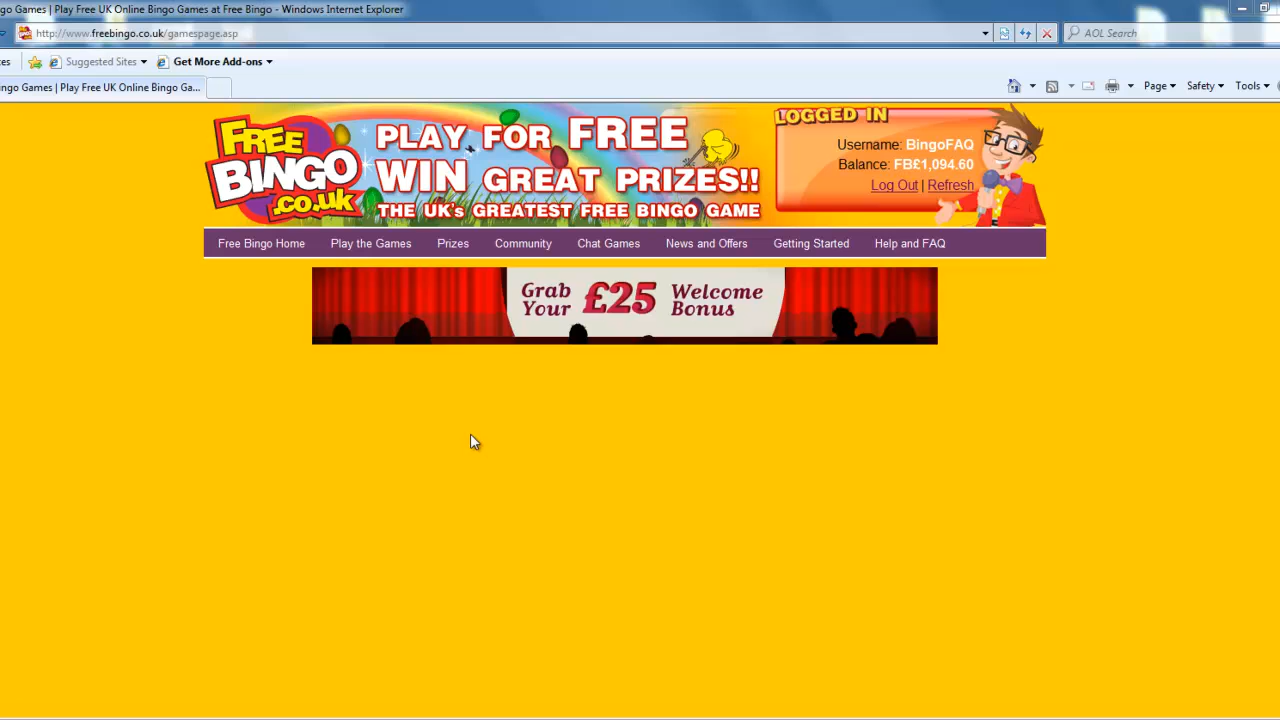 go Games | Play Free UK Online Bingo Games at Free Bingo - Windows Internet Explorer
http://www.freebingo.co.uk/gamespage.asp
AOL Search
es
Suggested Sites
Get More Add-ons
ingo Games | Play Free UK Online Bingo Ga...
Page
Safety
Tools
FREE
BINGO
.co.uk
PLAY FOR FREE
WIN GREAT PRIZES!!
THE UK's GREATEST FREE BINGO GAME
LOGGED IN
Username: BingoFAQ
Balance: FB£1,094.60
Log Out | Refresh
Free Bingo Home
Play the Games
Prizes
Community
Chat Games
News and Offers
Getting Started
Help and FAQ
Grab Your £25 Welcome Bonus